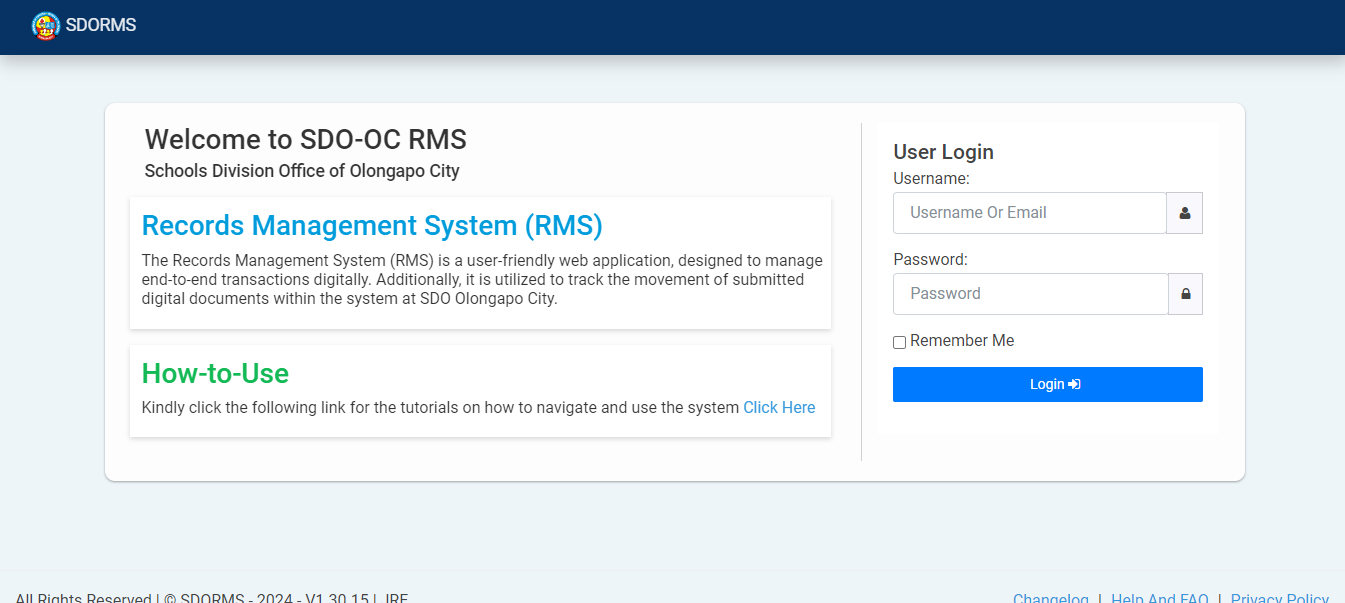 SDORMS
Welcome to SDO-OC RMS
Schools Division Office of Olongapo City
Records Management System (RMS)
The Records Management System (RMS) is a user-friendly web application, designed to manage
end-to-end transactions digitally. Additionally, it is utilized to track the movement of submitted
digital documents within the system at SDO Olongapo City.
How-to-Use
Kindly click the following link for the tutorials on how to navigate and use the system Click Here
User Login
Username:
Username Or Email
Password:
Password
Remember Me
Login
All Rights Reserved | © SDORMS - 2024 - V1.30.15 | JRF
Changelog | Help And FAQ | Privacy Policy